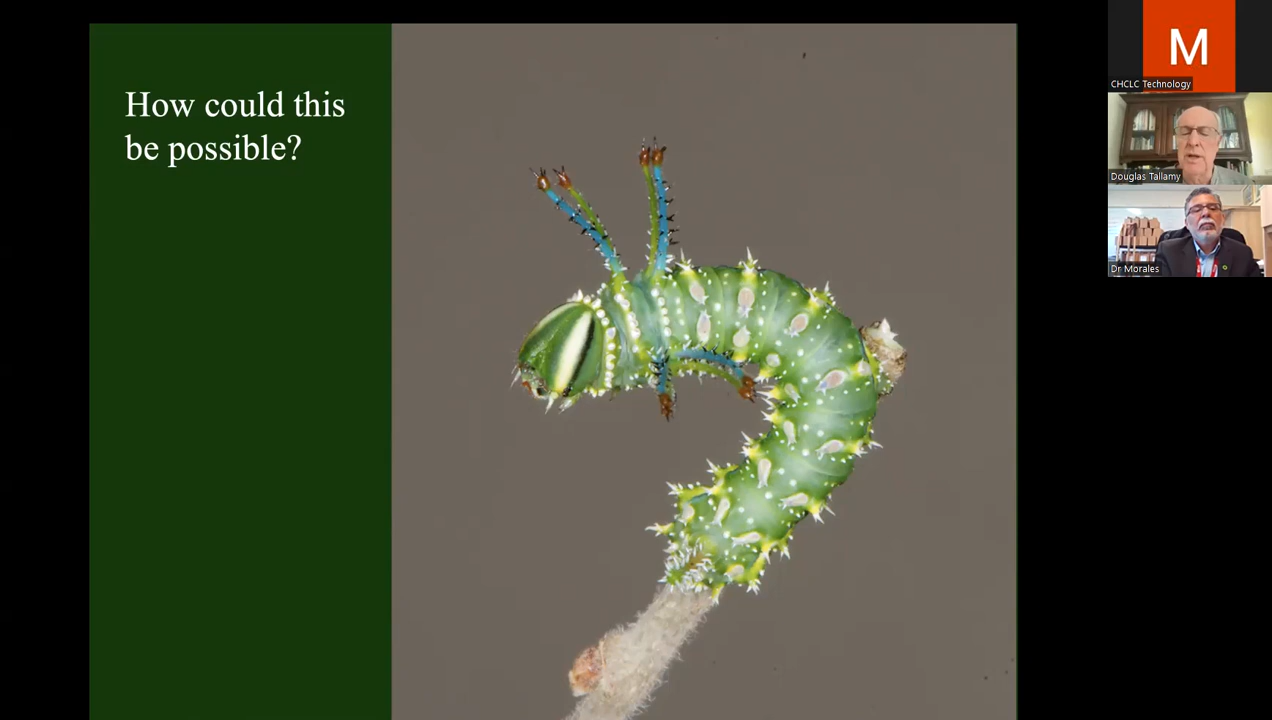 How could this
be possible?
M
CHCLC Technology
Douglas Tallamy
Dr Morales